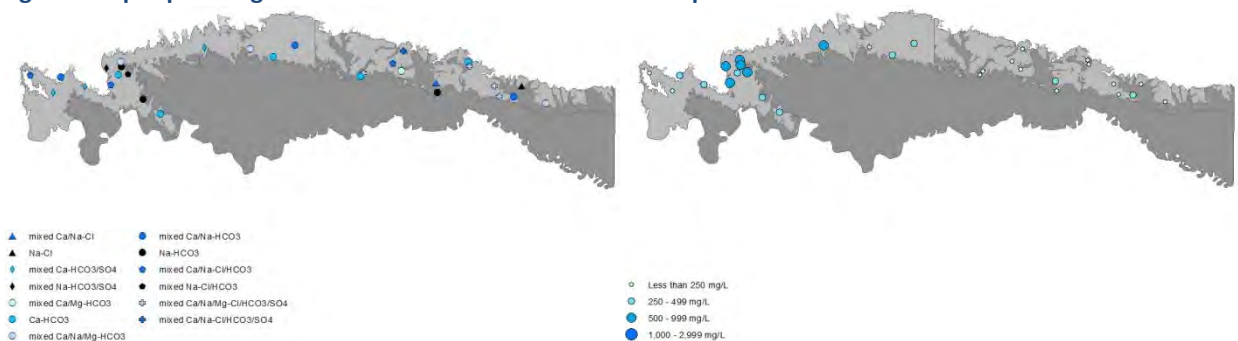 mixed Ca/Na-Cl
Na-Cl
mixed Ca-HCO3/SO4
mixed Na-HCO3/SO4
mixed Ca/Mg-HCO3
Ca-HCO3
mixed Ca/Na/Mg-HCO3
mixed Ca/Na-HCO3
Na-HCO3
mixed Ca/Na-Cl/HCO3
mixed Na-Cl/HCO3
mixed Ca/Na/Mg-Cl/HCO3/SO4
mixed Ca/Na-Cl/HCO3/SO4
Less than 250 mg/L
250 - 499 mg/L
500 - 999 mg/L
1,000 - 2,999 mg/L